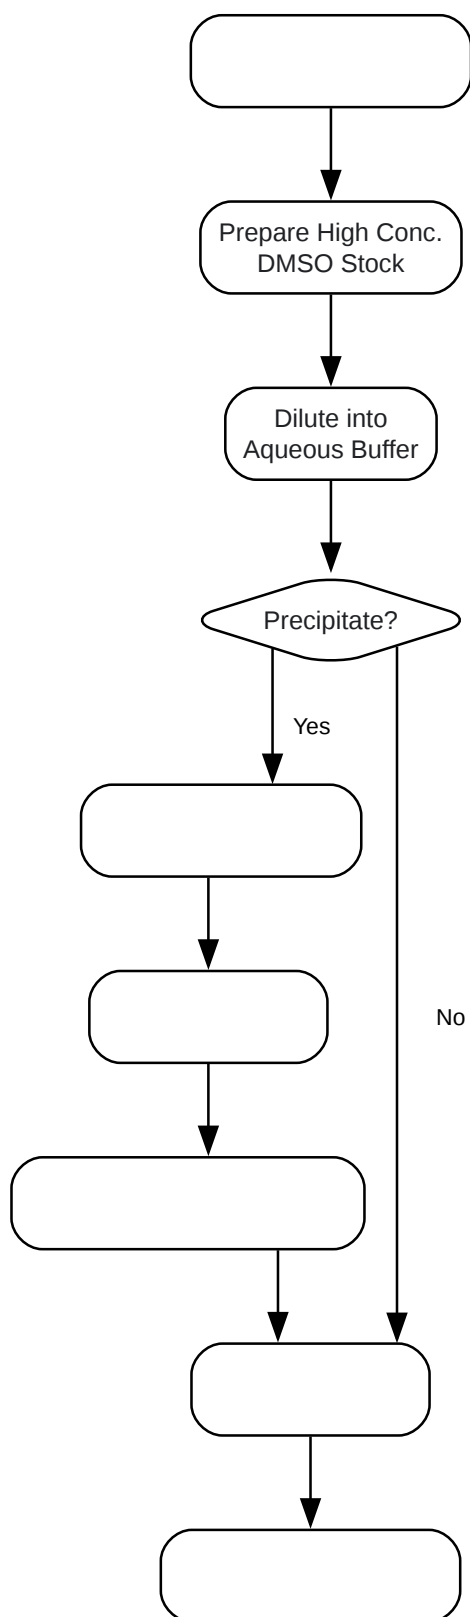 Prepare High Conc.
DMSO Stock
Dilute into
Aqueous Buffer
Precipitate?
Yes
No